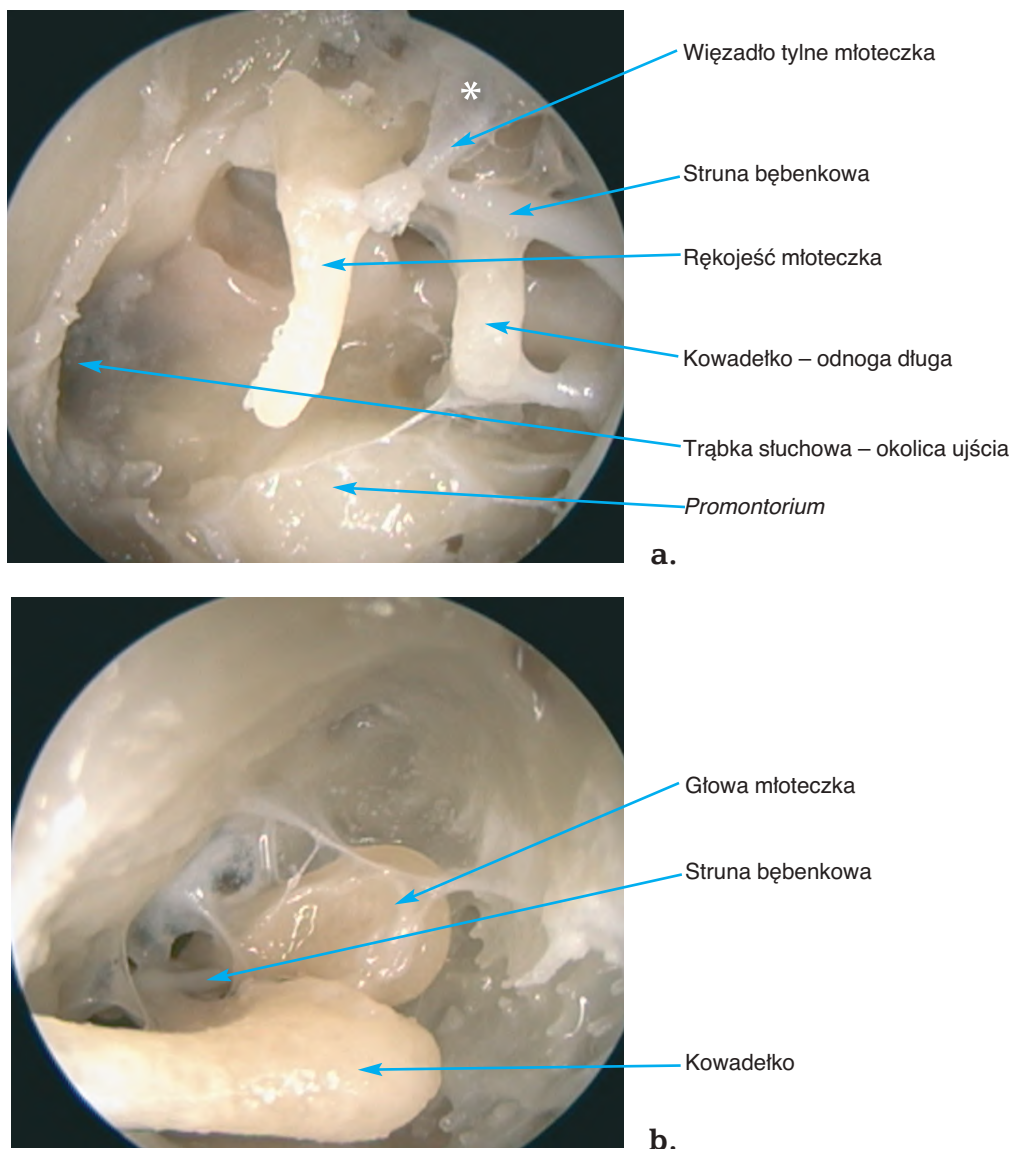 *
Więzadło tylne młoteczka
Struna bębenkowa
Rękojeść młoteczka
Kowadełko – odnoga długa
Trąbka słuchowa – okolica ujścia
Promontorium
a.
Głowa młoteczka
Struna bębenkowa
Kowadełko
b.